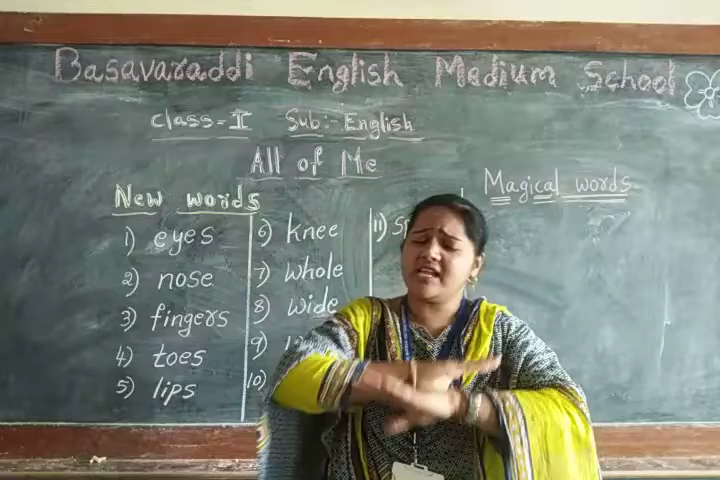 Basavaraddi English Medium School
Class-I Sub:- English
All of Me
New words
1) eyes
2) nose
3) fingers
4) toes
5) lips
6) knee
7) whole
8) wide
9)
10)
11)
Magical words